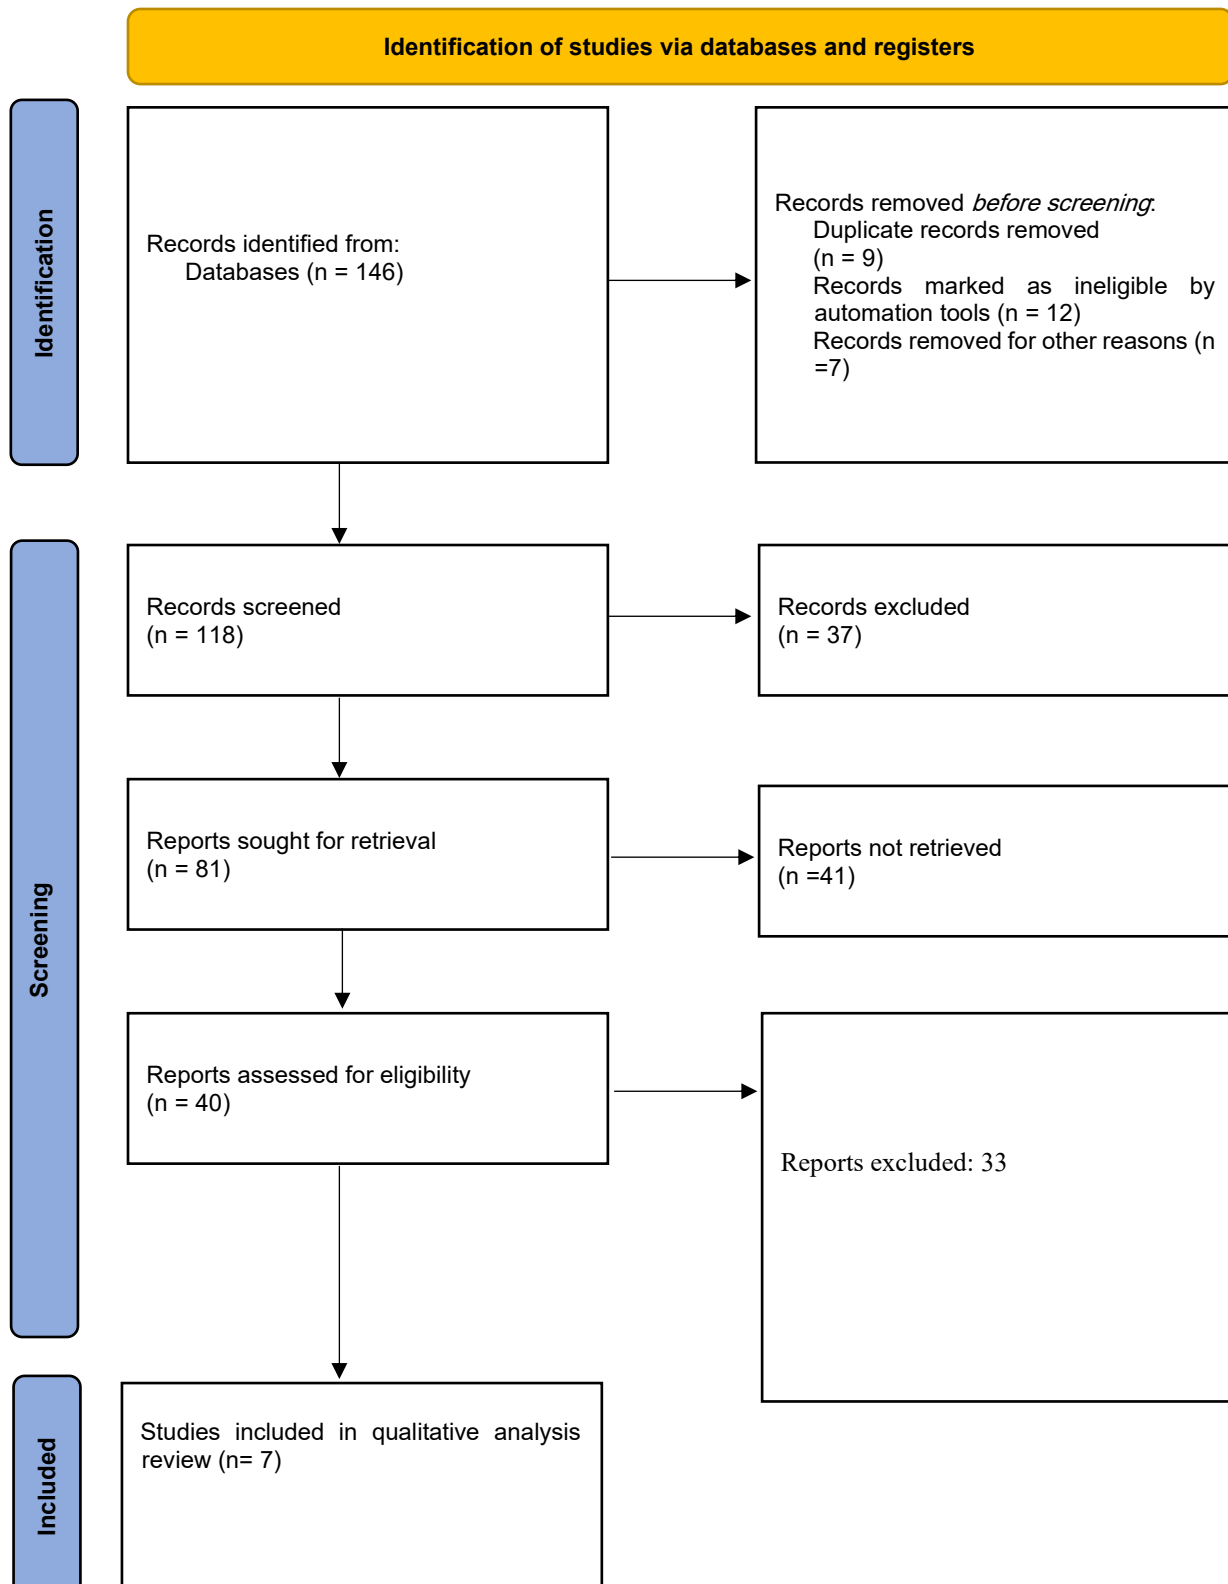 Identification of studies via databases and registers
Identification
Records identified from:
Databases (n = 146)
Records removed before screening:
Duplicate records removed
(n = 9)
Records marked as ineligible by
automation tools (n = 12)
Records removed for other reasons (n
=7)
Screening
Records screened
(n = 118)
Records excluded
(n = 37)
Reports sought for retrieval
(n = 81)
Reports not retrieved
(n =41)
Reports assessed for eligibility
(n = 40)
Reports excluded: 33
Included
Studies included in qualitative analysis
review (n= 7)